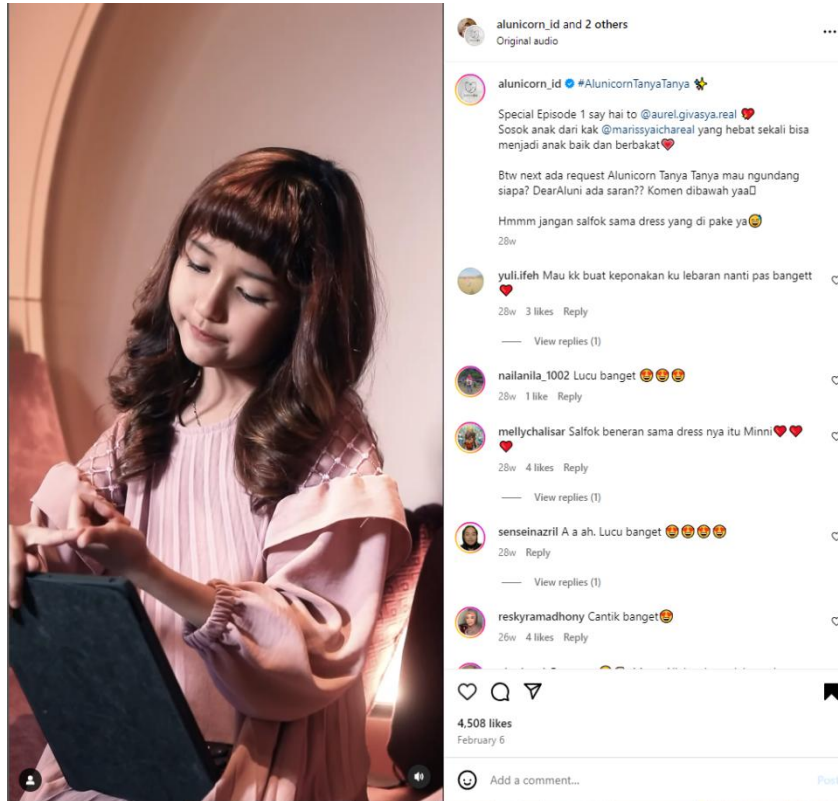 alunicorn_id and 2 others
Original audio
alunicorn_id #AlunicornTanyaTanya ✨
Special Episode 1 say hai to @aurel.givasya.real 💝
Sosok anak dari kak @marissyaichareal yang hebat sekali bisa
menjadi anak baik dan berbakat💗
Btw next ada request Alunicorn Tanya Tanya mau ngundang
siapa? DearAluni ada saran?? Komen dibawah yaa
Hmmm jangan salfok sama dress yang di pake ya😅
28w
yuli.ifeh Mau kk buat keponakan ku lebaran nanti pas bangett
❤️
28w 3 likes Reply
View replies (1)
nailanila_1002 Lucu banget 🤩🤩🤩
28w 1 like Reply
mellychalisar Salfok beneran sama dress nya itu Minni❤️❤️
❤️
28w 4 likes Reply
View replies (1)
senseinazril A a ah. Lucu banget 🤩🤩🤩🤩
28w Reply
View replies (1)
reskyramadhony Cantik banget🤩
26w 4 likes Reply
4,508 likes
February 6
Add a comment...
Post